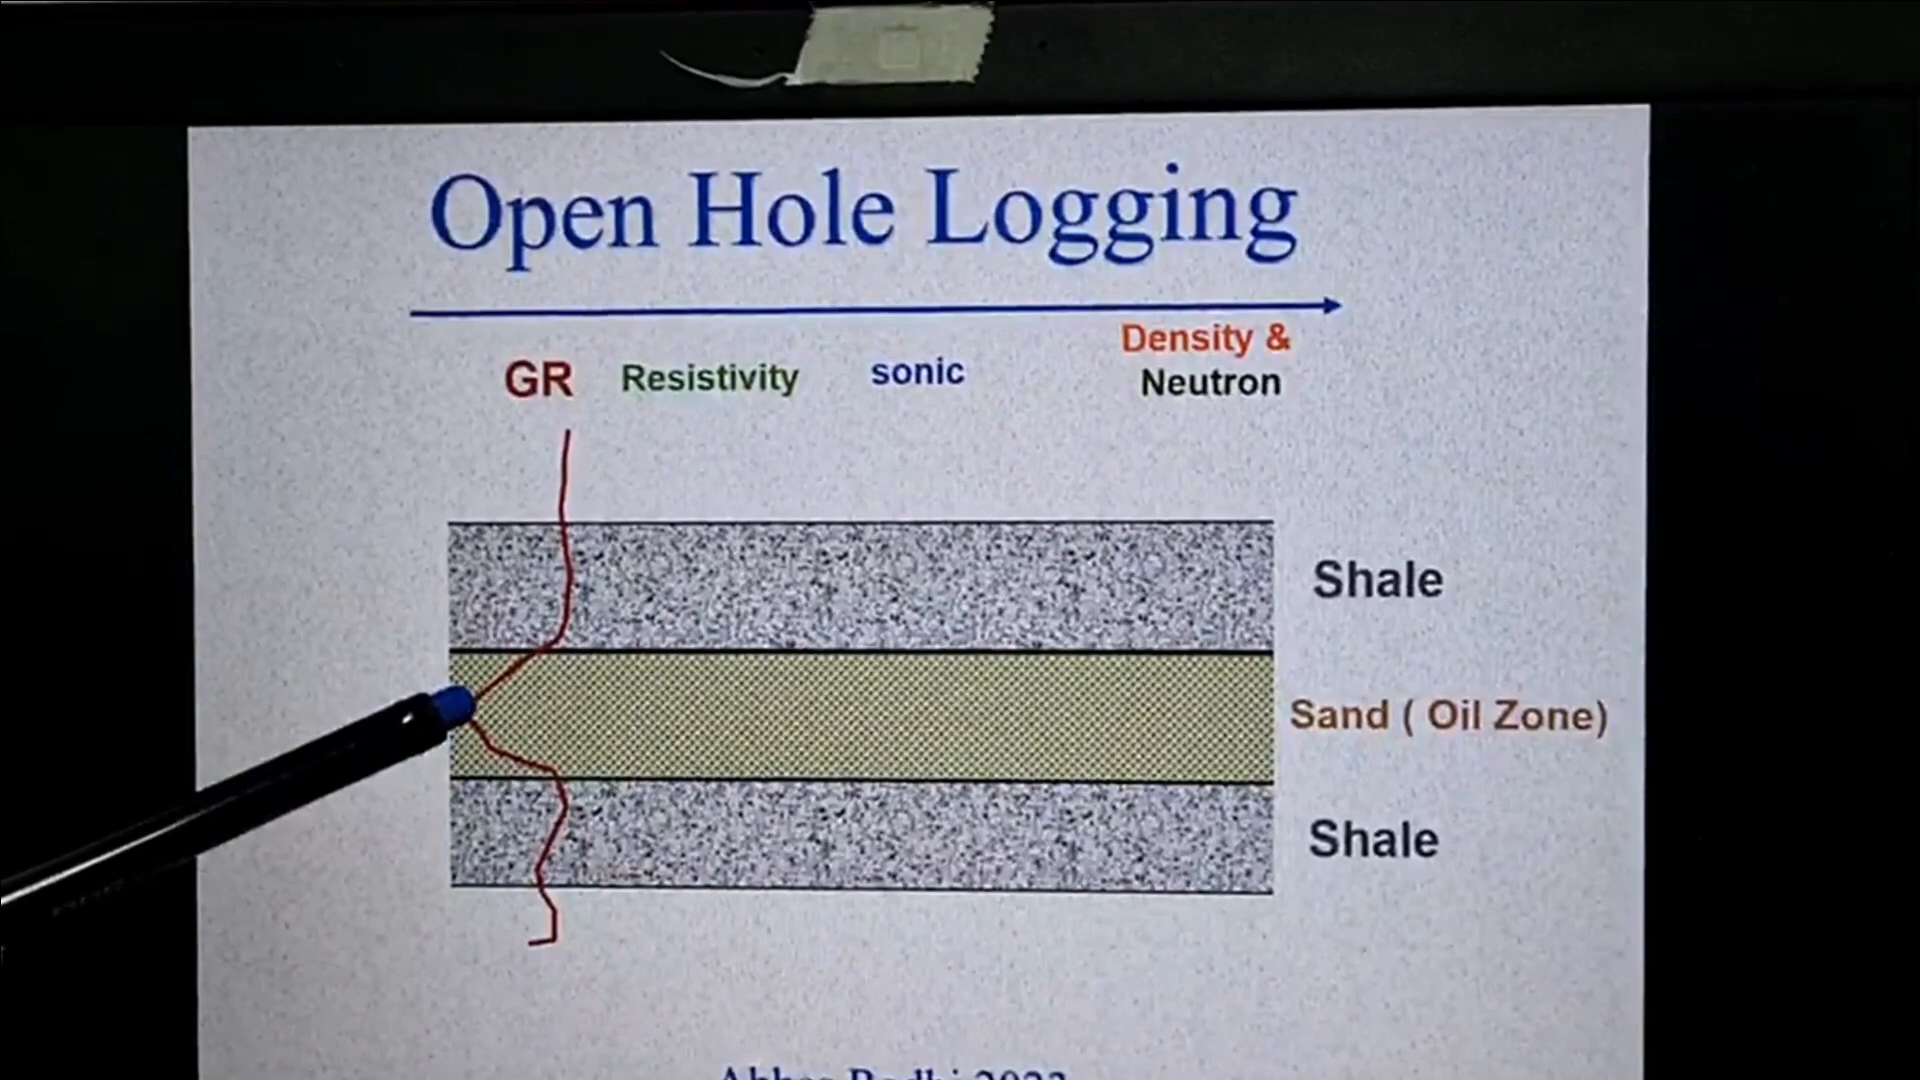 Open Hole Logging
GR Resistivity sonic Density &
Neutron
Shale
Sand ( Oil Zone)
Shale